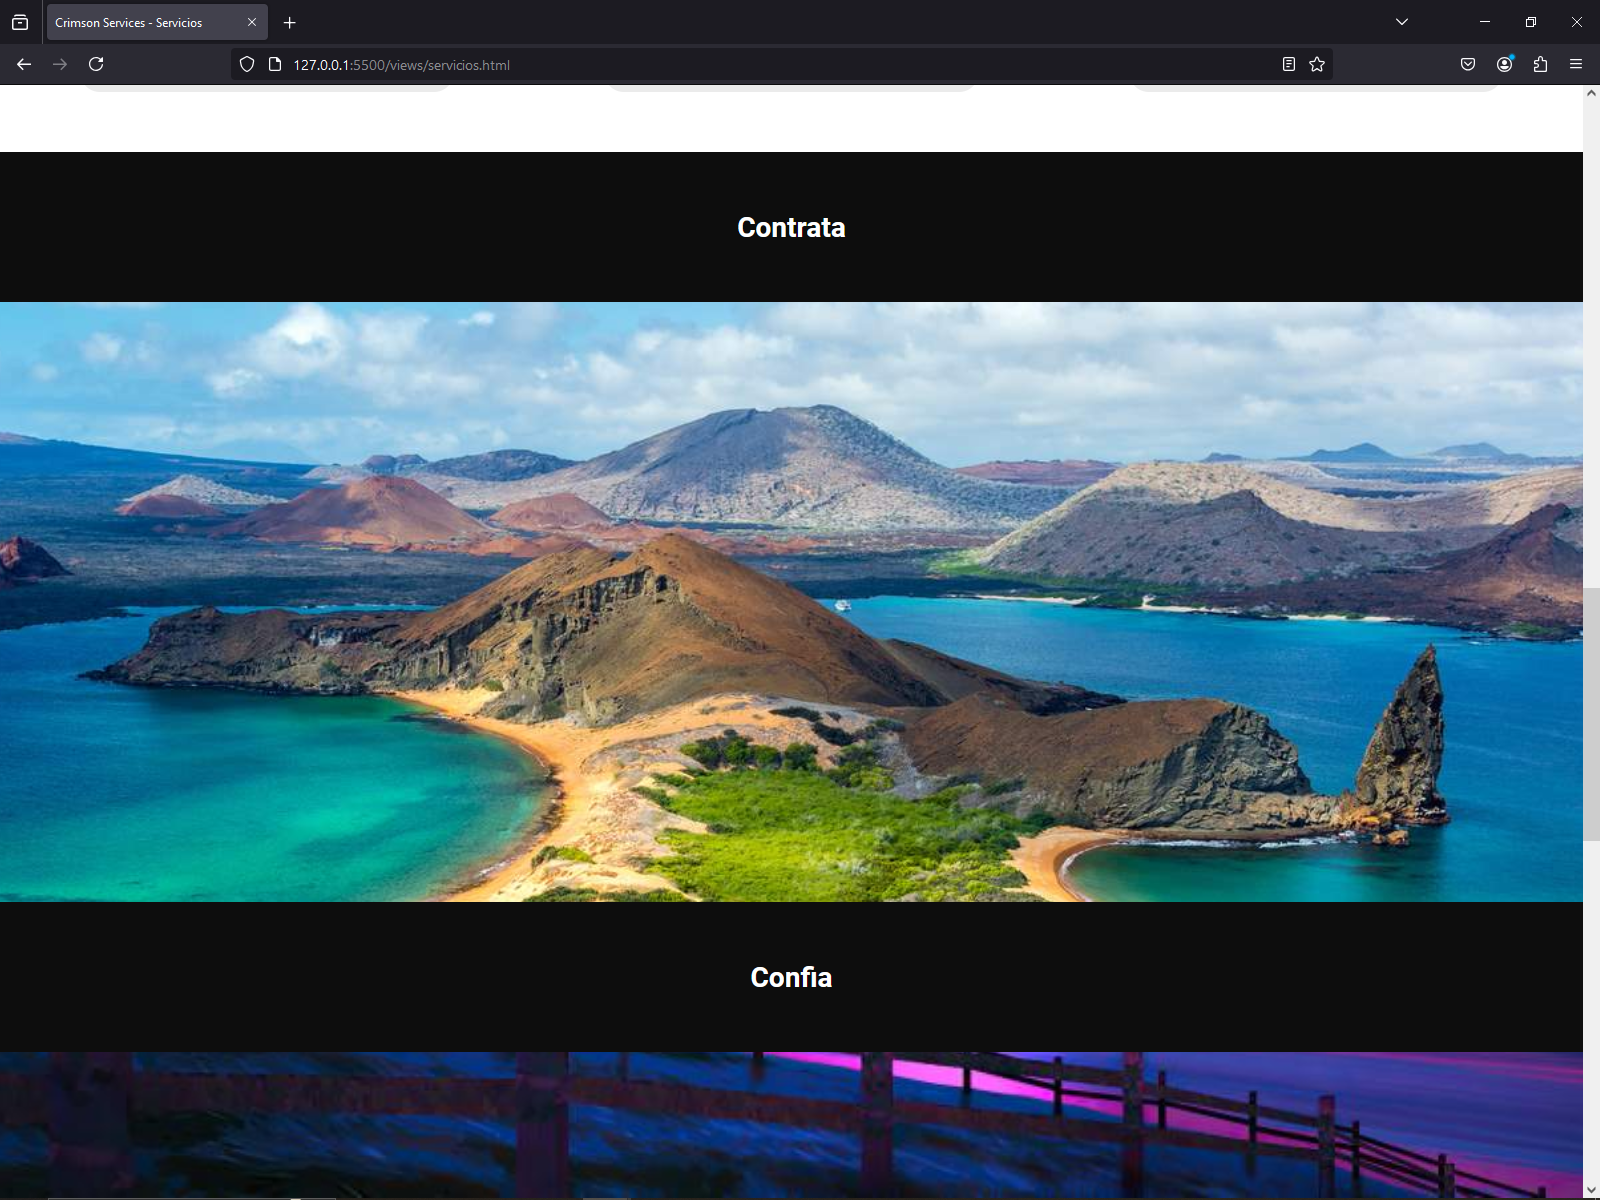 Crimson Services - Servicios
127.0.0.1:5500/views/servicios.html
Contrata
Confia